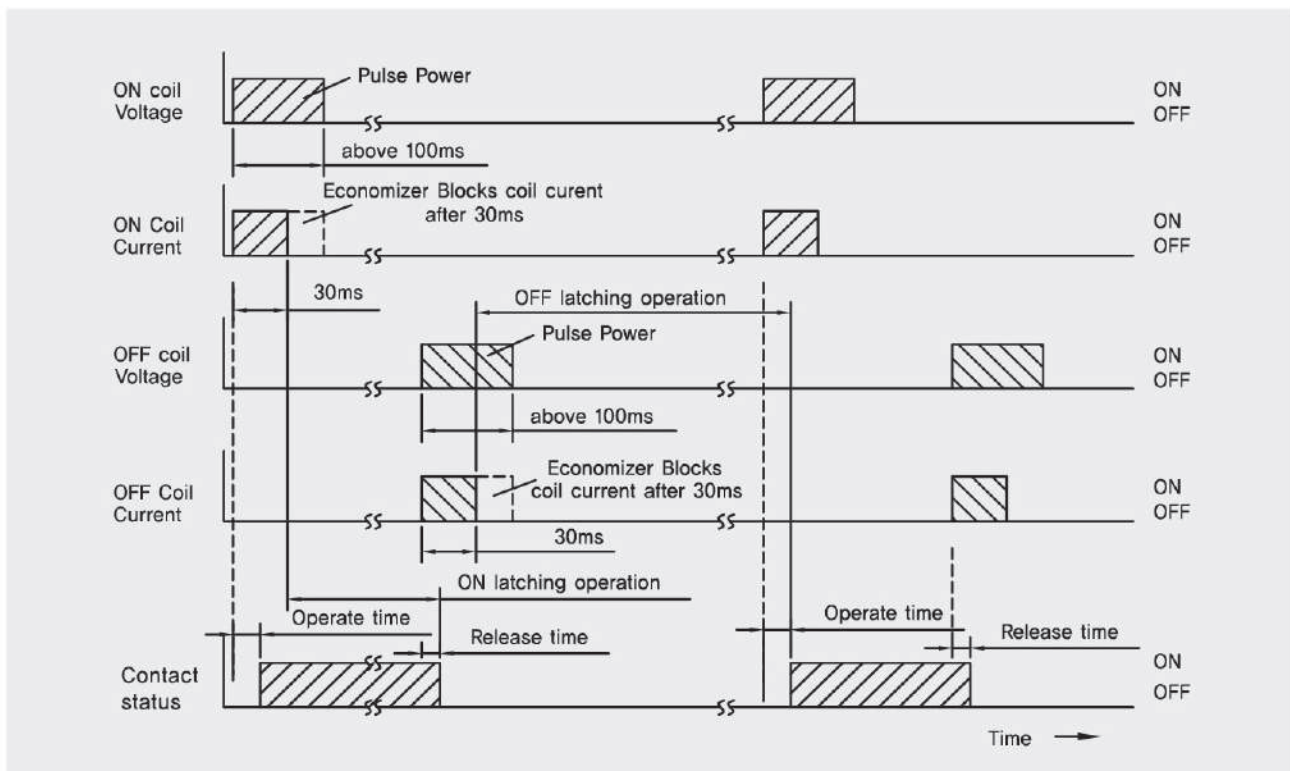 Pulse Power
ON coil
Voltage
ON
OFF
above 100ms
Economizer Blocks coil curent
after 30ms
ON Coil
Current
ON
OFF
30ms
OFF latching operation
Pulse Power
OFF coil
Voltage
ON
OFF
above 100ms
Economizer Blocks
coil current after 30ms
OFF Coil
Current
ON
OFF
30ms
ON latching operation
Operate time
Release time
Operate time
Release time
Contact
status
ON
OFF
Time